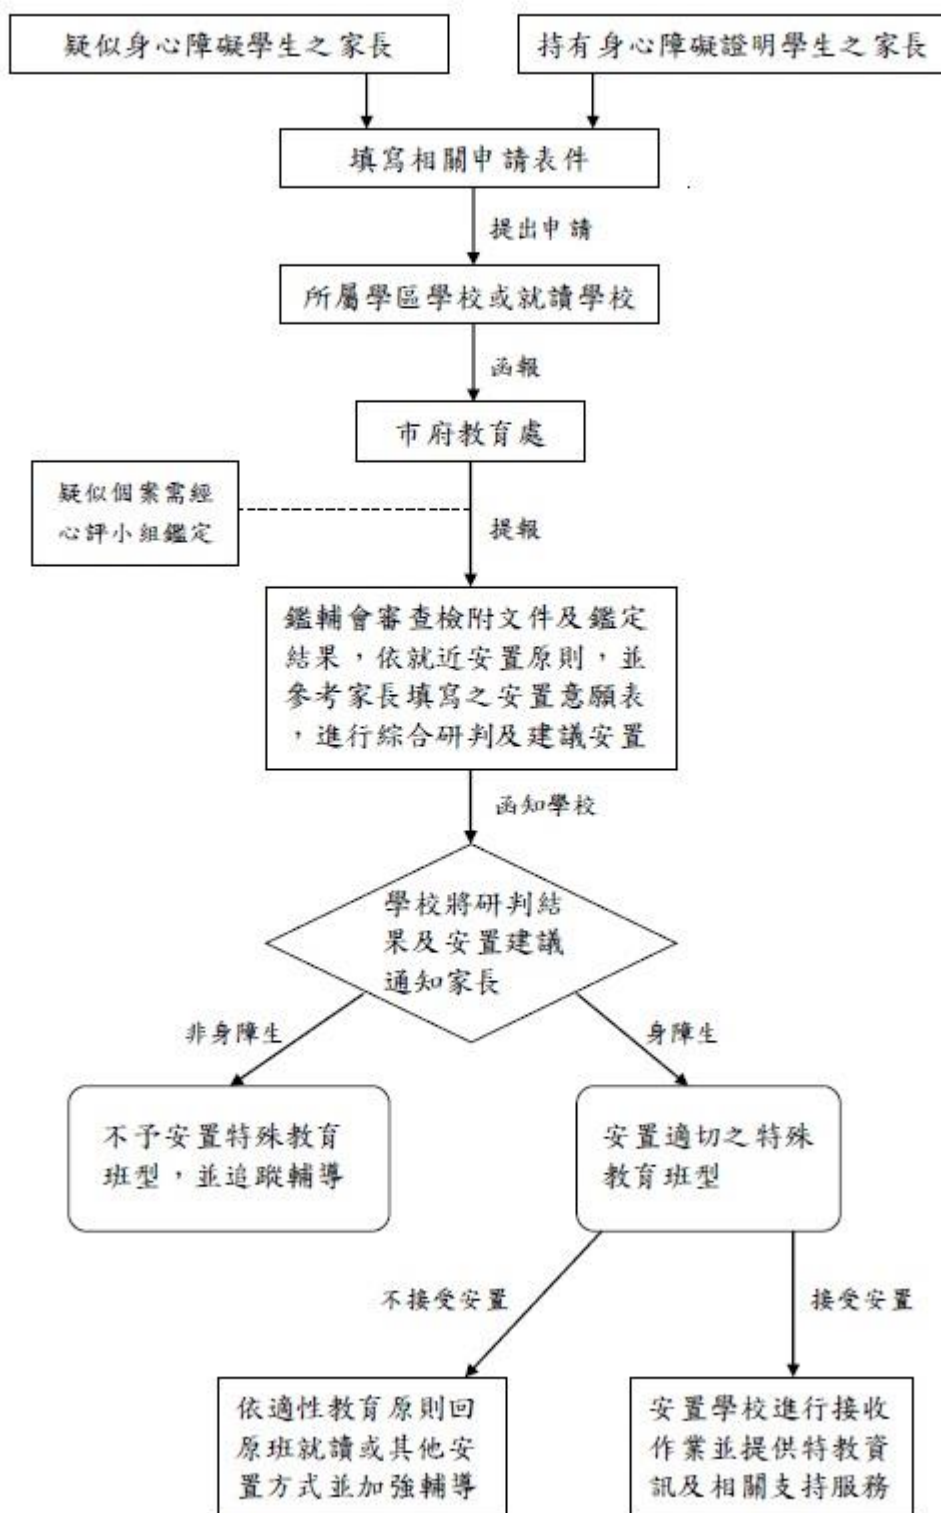 疑似身心障礙學生之家長
持有身心障礙證明學生之家長
填寫相關申請表件
提出申請
所屬學區學校或就讀學校
函報
市府教育處
疑似個案需經
心評小組鑑定
提報
鑑輔會審查檢附文件及鑑定
結果，依就近安置原則，並
參考家長填寫之安置意願表
，進行綜合研判及建議安置
函知學校
學校將研判結
果及安置建議
通知家長
非身障生
身障生
不予安置特殊教育
班型，並追蹤輔導
安置適切之特殊
教育班型
不接受安置
接受安置
依適性教育原則回
原班就讀或其他安
置方式並加強輔導
安置學校進行接收
作業並提供特教資
訊及相關支持服務